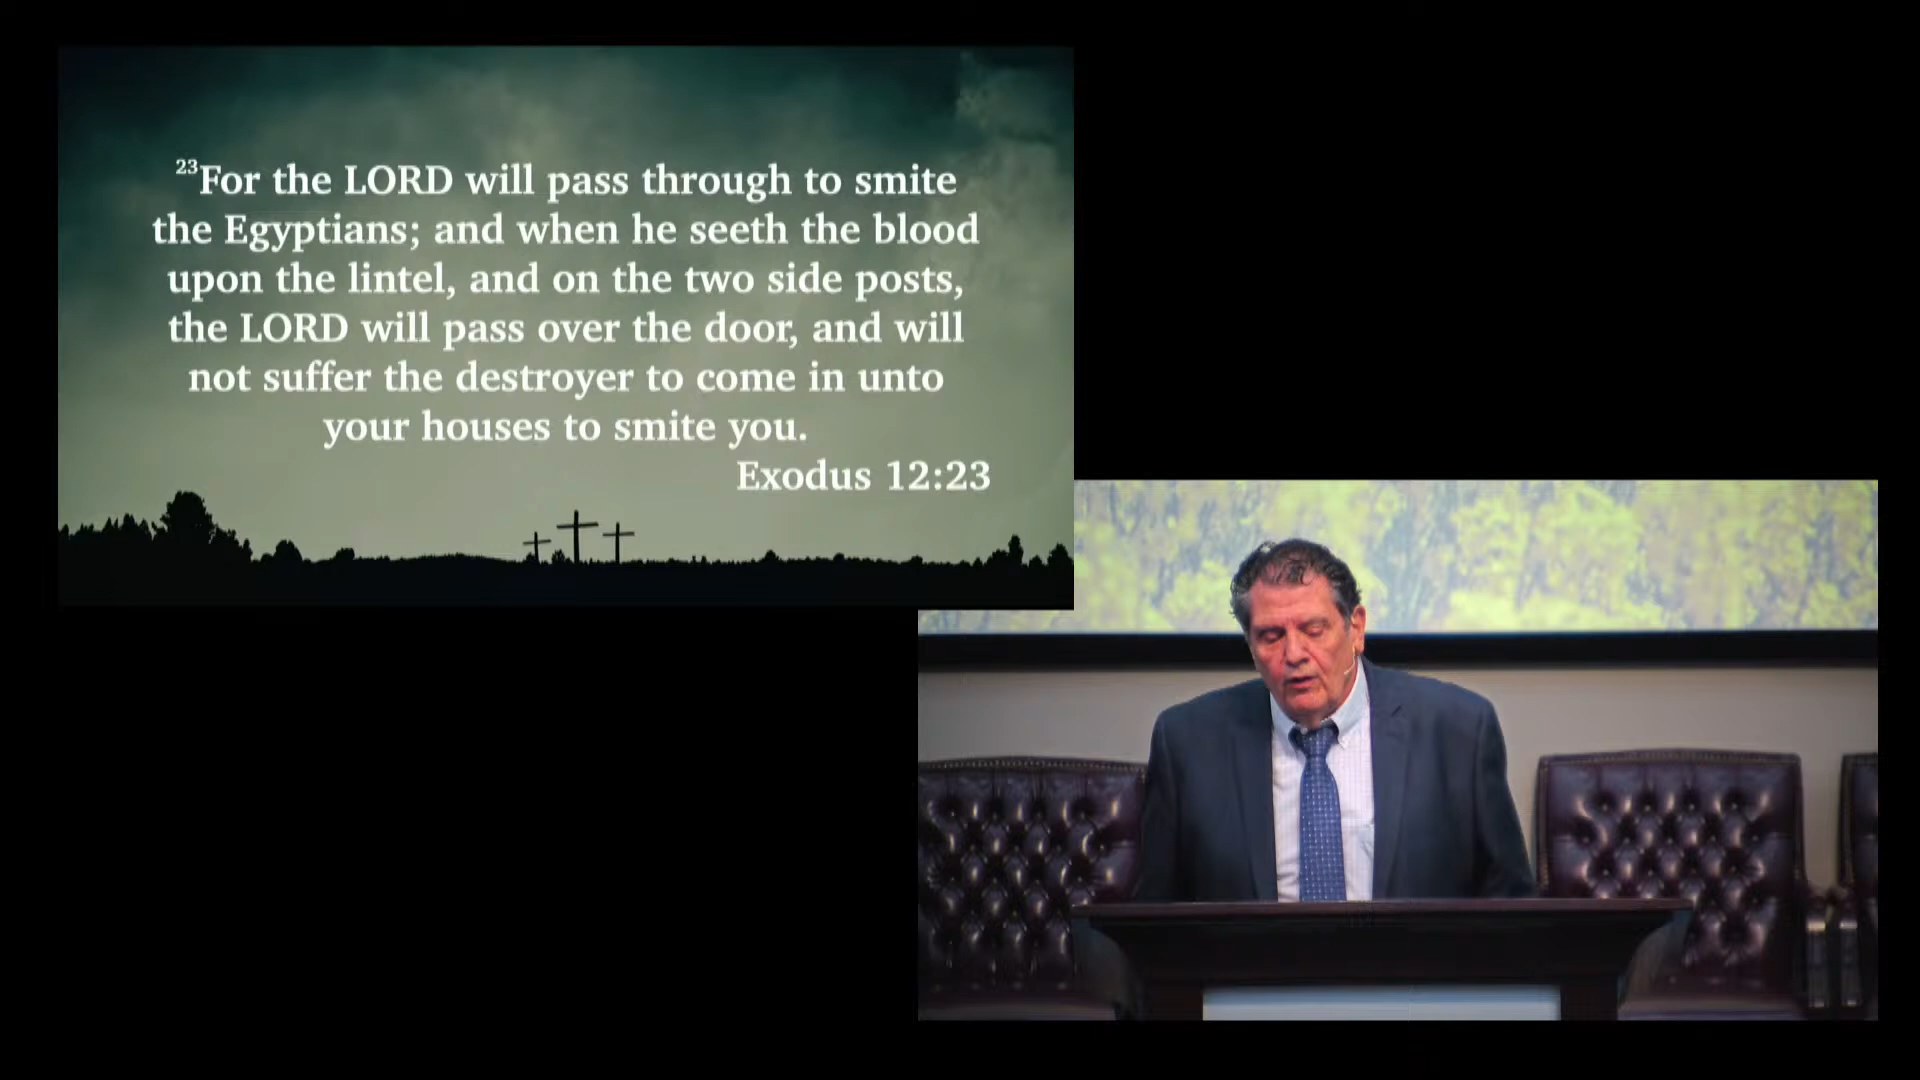 23For the LORD will pass through to smite
the Egyptians; and when he seeth the blood
upon the lintel, and on the two side posts,
the LORD will pass over the door, and will
not suffer the destroyer to come in unto
your houses to smite you.
Exodus 12:23